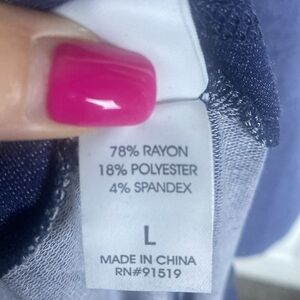 78% RAYON
18% POLYESTER
4% SPANDEX
L
MADE IN CHINA
RN#91519